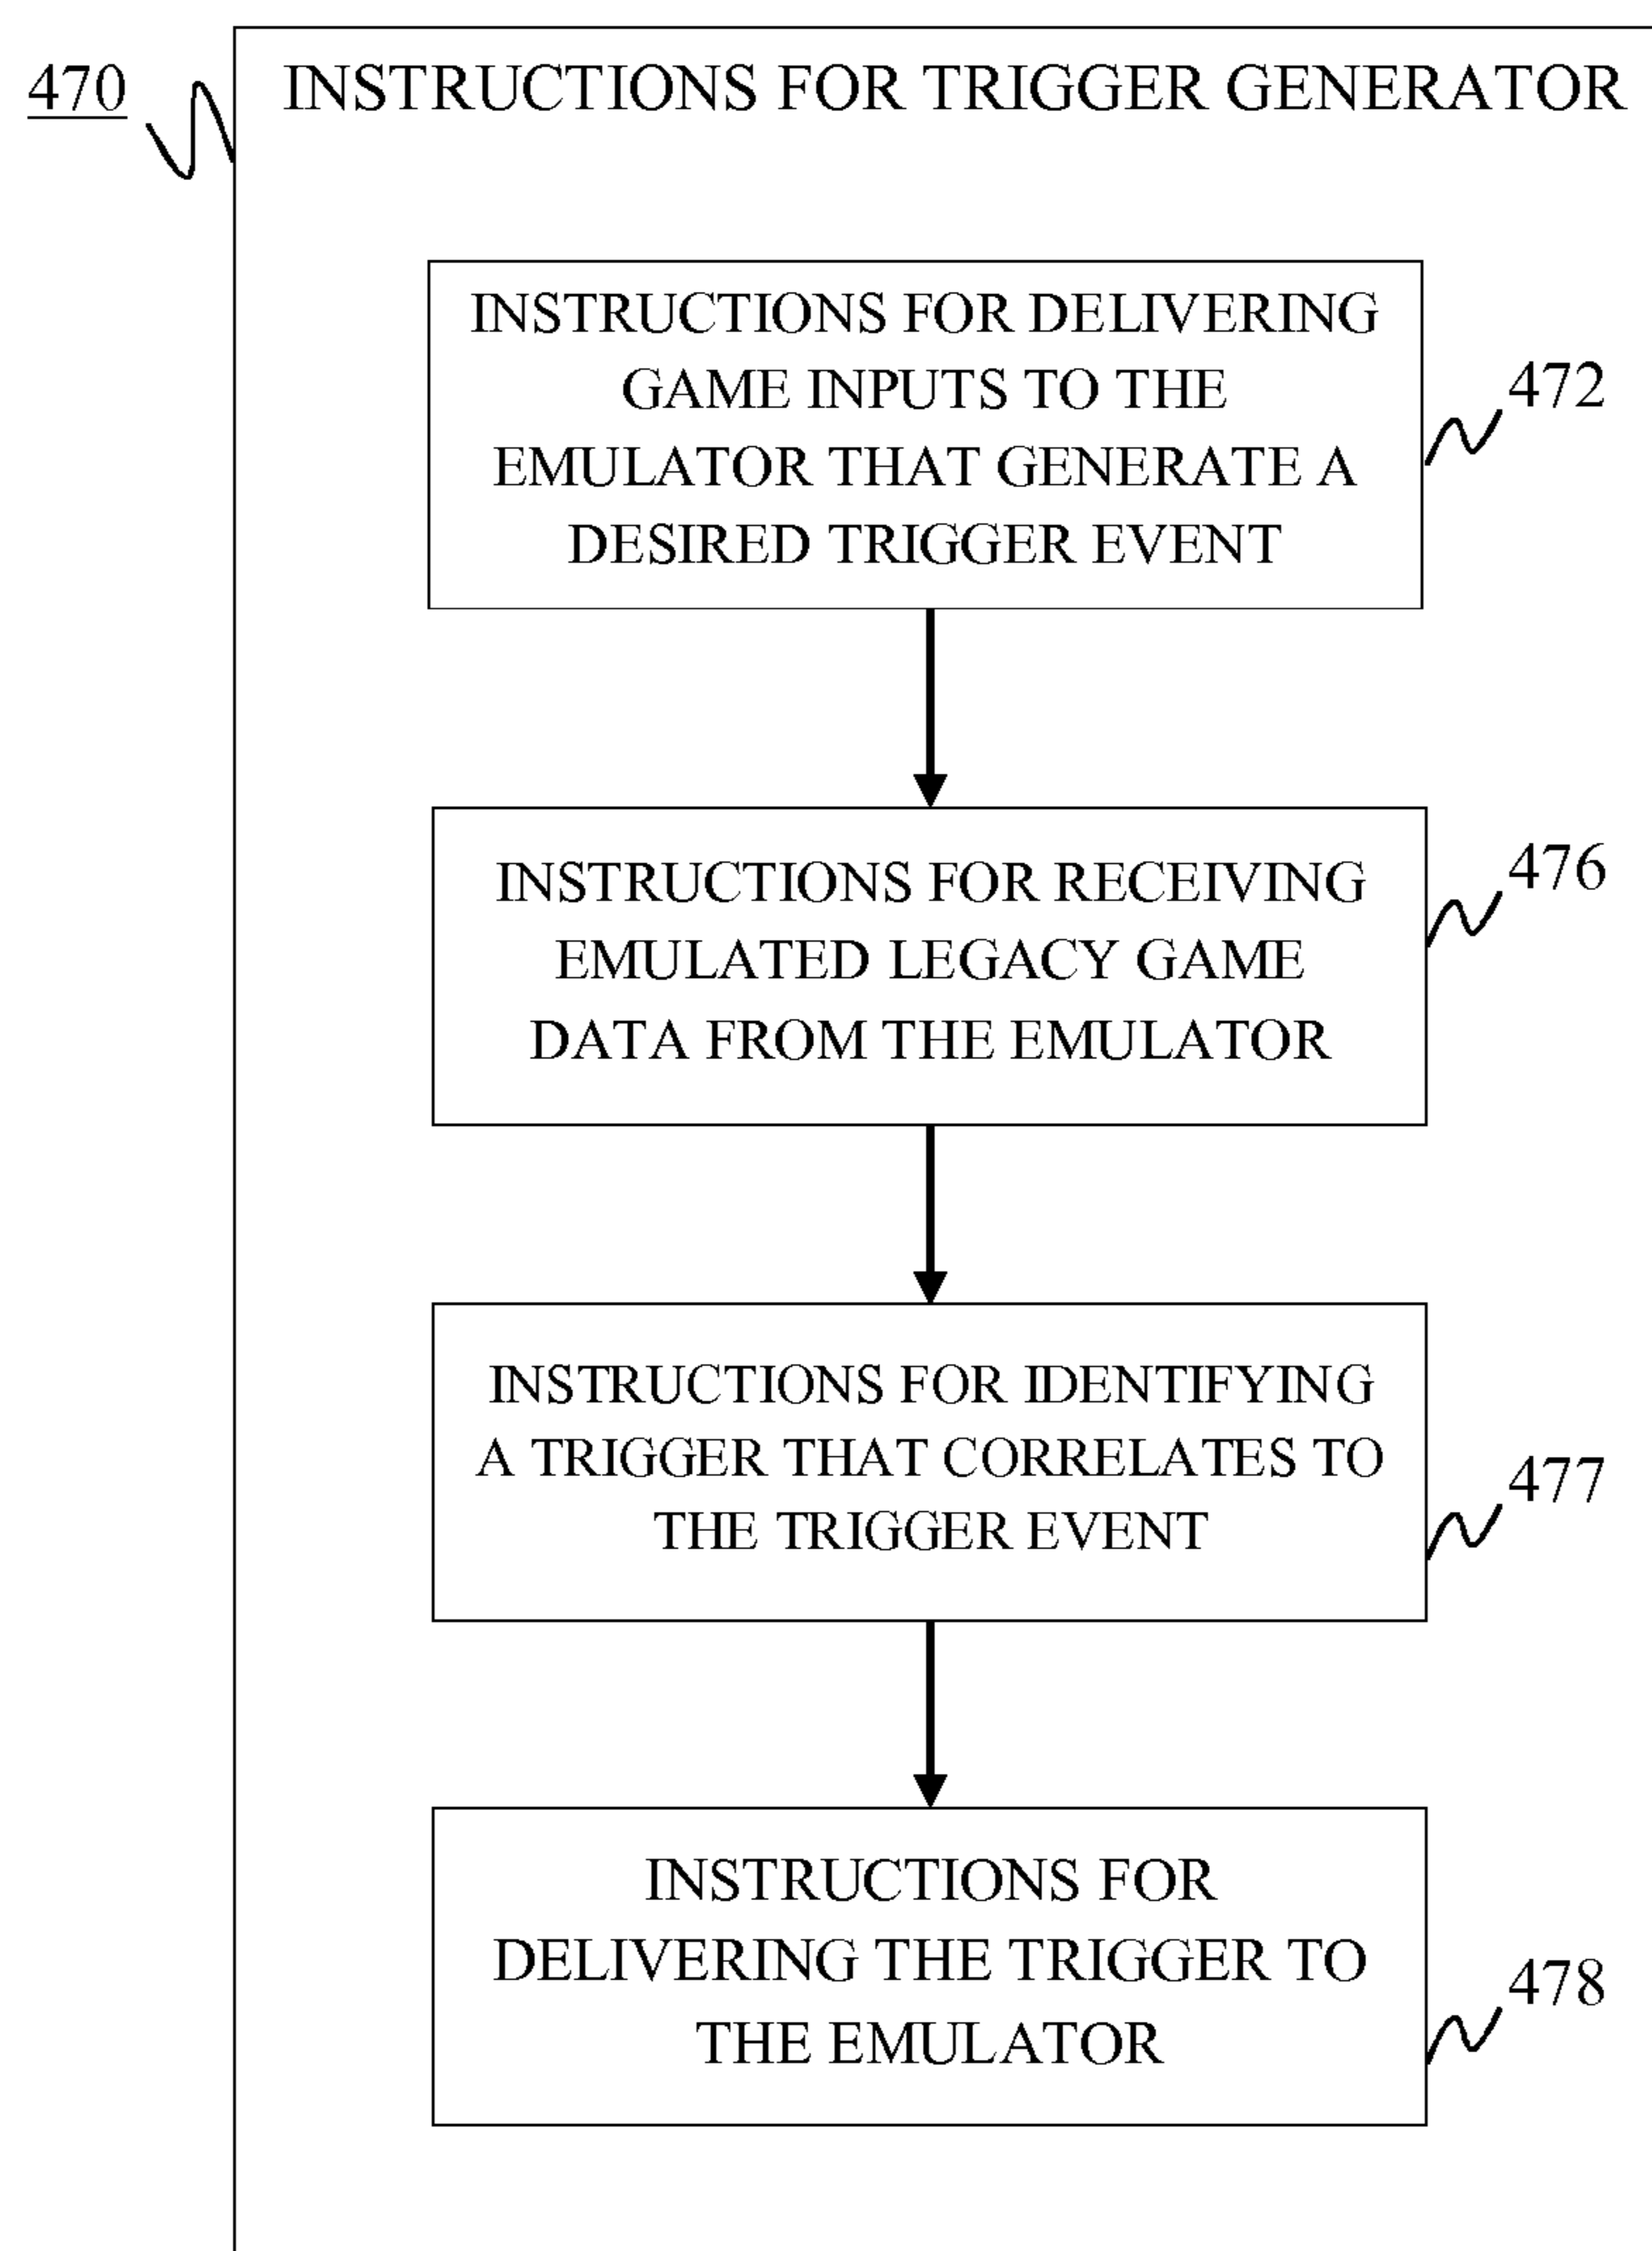 470
INSTRUCTIONS FOR TRIGGER GENERATOR
INSTRUCTIONS FOR DELIVERING
GAME INPUTS TO THE
EMULATOR THAT GENERATE A
DESIRED TRIGGER EVENT
472
INSTRUCTIONS FOR RECEIVING
EMULATED LEGACY GAME
DATA FROM THE EMULATOR
476
INSTRUCTIONS FOR IDENTIFYING
A TRIGGER THAT CORRELATES TO
THE TRIGGER EVENT
477
INSTRUCTIONS FOR
DELIVERING THE TRIGGER TO
THE EMULATOR
478